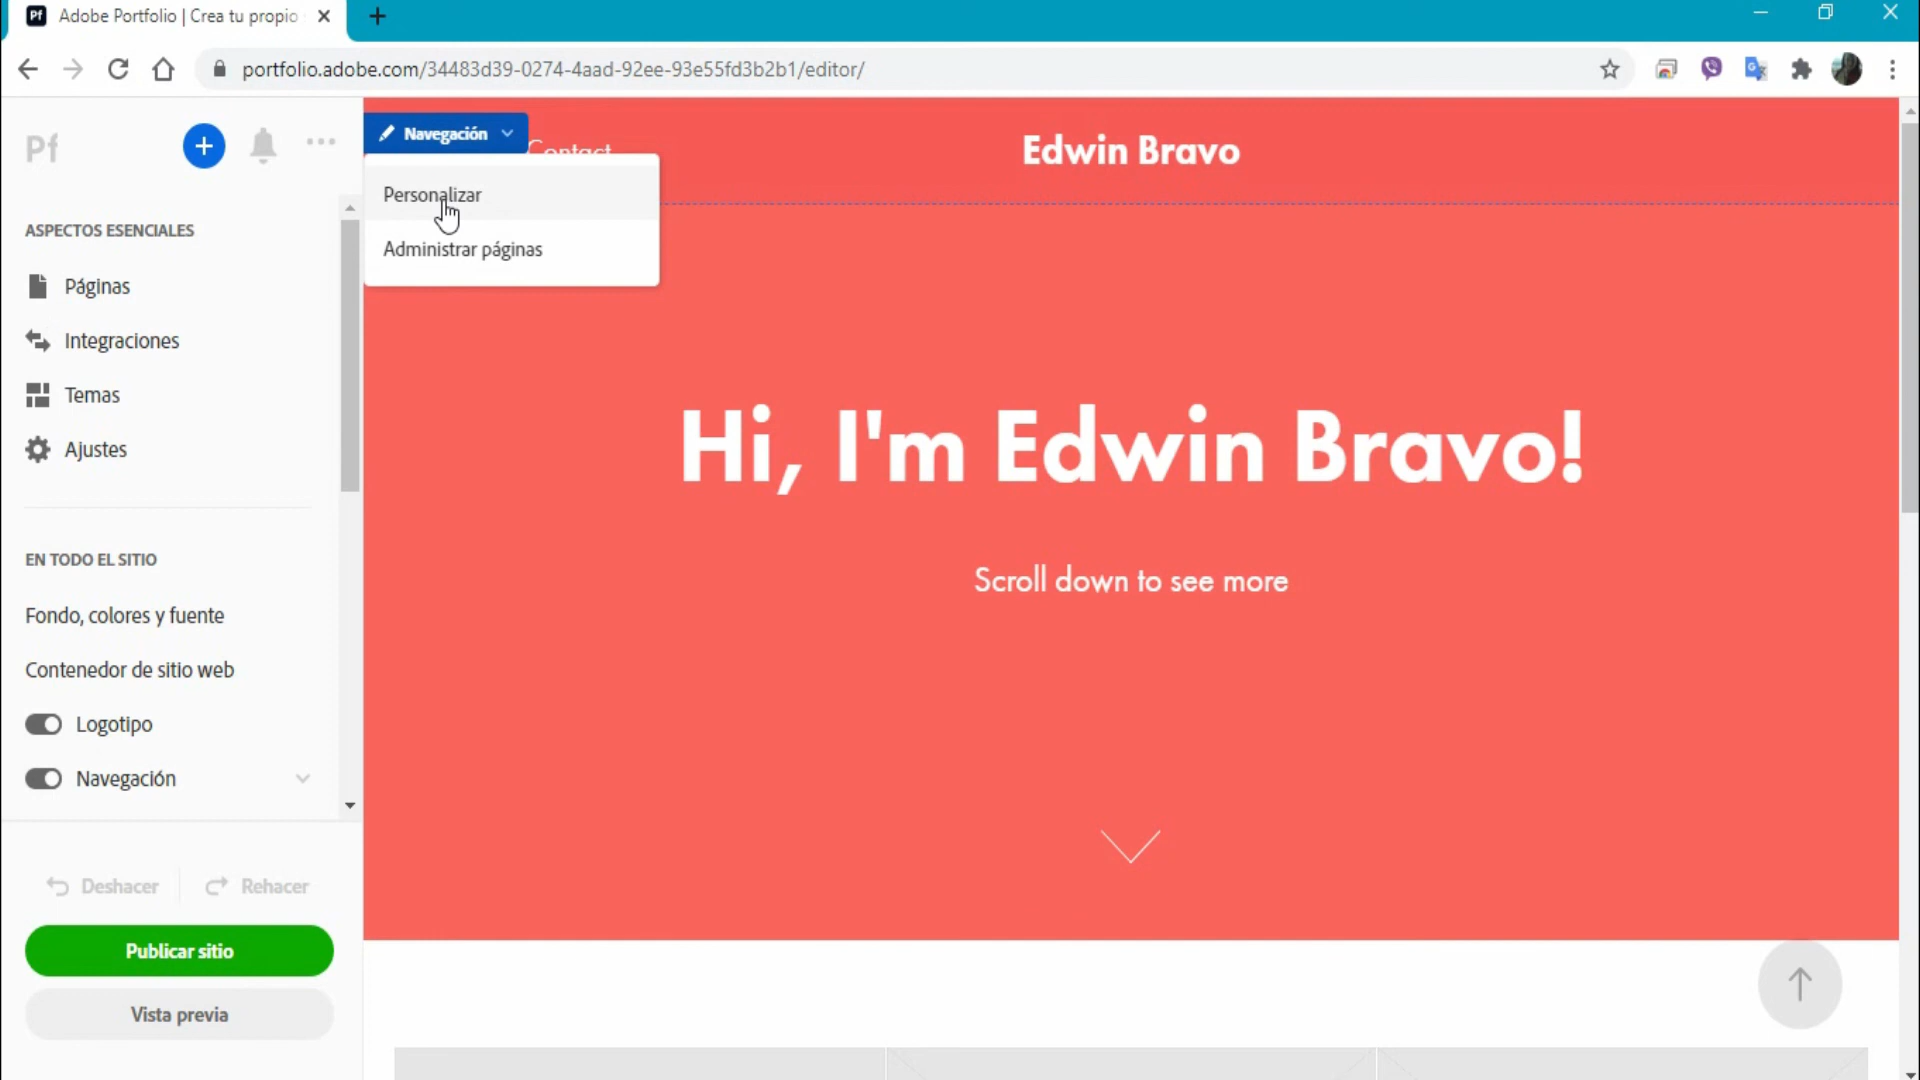 Pf Adobe Portfolio | Crea tu propio
portfolio.adobe.com/34483d39-0274-4aad-92ee-93e55fd3b2b1/editor/
Pf
ASPECTOS ESENCIALES
Páginas
Integraciones
Temas
Ajustes
EN TODO EL SITIO
Fondo, colores y fuente
Contenedor de sitio web
Logotipo
Navegación
Deshacer
Rehacer
Publicar sitio
Vista previa
Navegación
Contact
Personalizar
Administrar páginas
Edwin Bravo
Hi, I'm Edwin Bravo!
Scroll down to see more